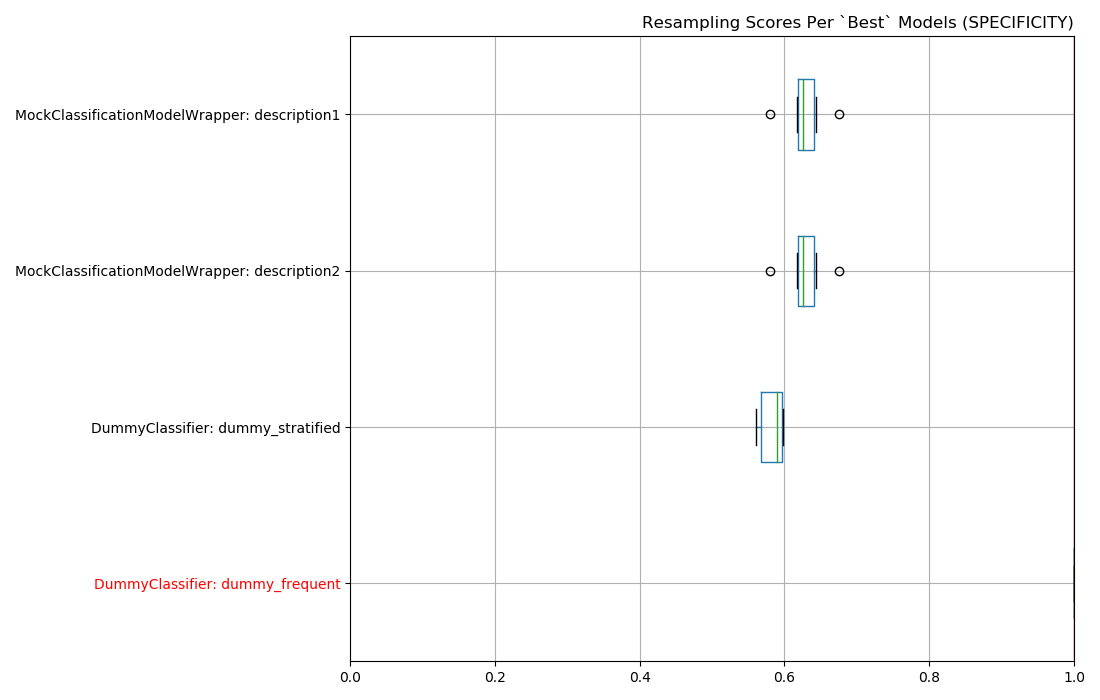 Resampling Scores Per `Best` Models (SPECIFICITY)
MockClassificationModelWrapper: description1
MockClassificationModelWrapper: description2
DummyClassifier: dummy_stratified
DummyClassifier: dummy_frequent
0.0 0.2 0.4 0.6 0.8 1.0